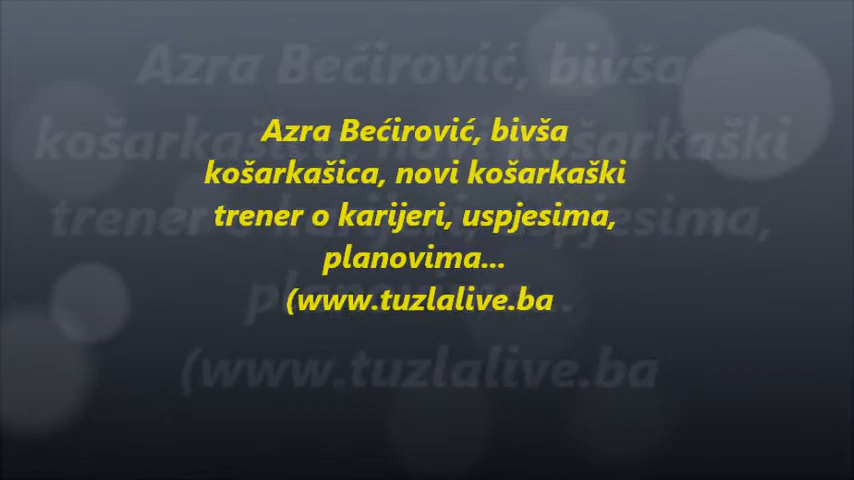 Azra Bećirović, bivša
košarkašica, novi košarkaški
trener o karijeri, uspjesima,
planovima...
(www.tuzlalive.ba